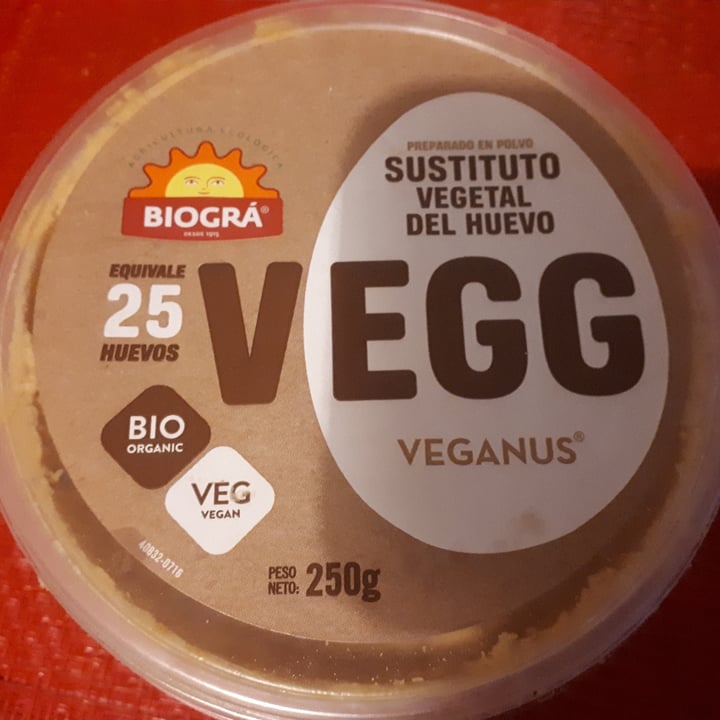 AGRICULTURA ECOLÓGICA
BIOGRÁ®
DESDE 1915
PREPARADO EN POLVO
SUSTITUTO
VEGETAL
DEL HUEVO
EQUIVALE
25
HUEVOS
VEGG
VEGANUS®
BIO
ORGANIC
VEG
VEGAN
40832-0716
PESO
NETO: 250g